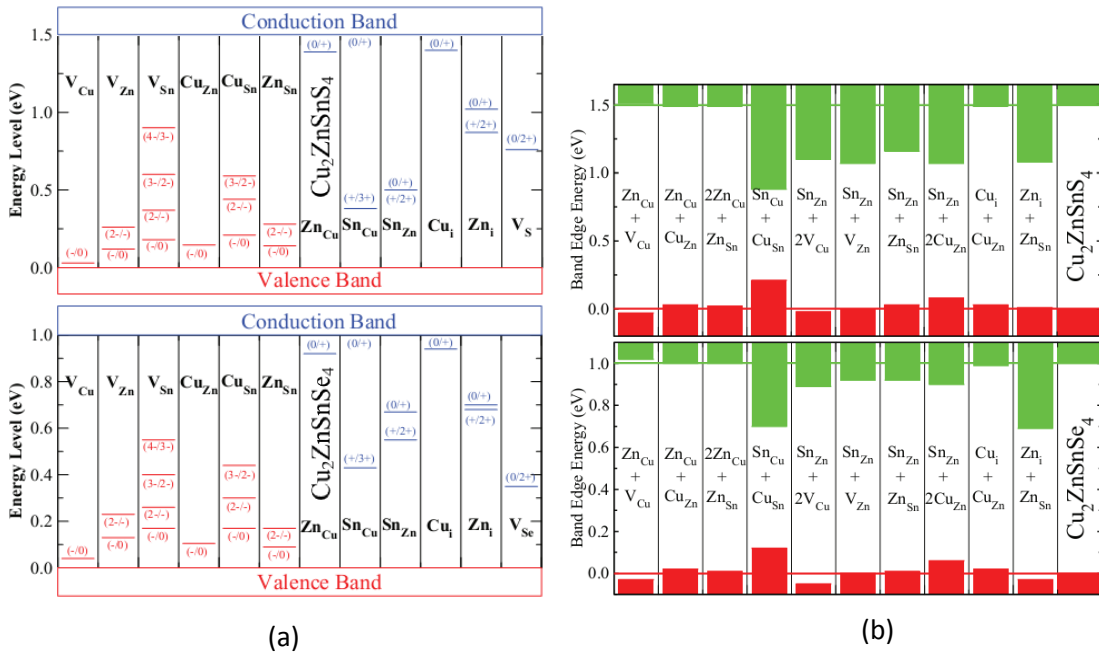 Conduction Band
1.5
1.0
0.5
0.0
Energy Level (eV)
V_Cu
V_Zn
V_Sn
Cu_Zn
Cu_Sn
Zn_Sn
Cu₂ZnSnS₄
Zn_Cu
Sn_Cu
Sn_Zn
Cu_i
Zn_i
V_S
(-/0)
(2-/-)
(-/0)
(4-/3-)
(3-/2-)
(2-/-)
(-/0)
(-/0)
(3-/2-)
(2-/-)
(-/0)
(2-/-)
(-/0)
(0/+)
(0/+)
(+/3+)
(0/+)
(+/2+)
(0/+)
(0/+)
(+/2+)
(0/2+)
Valence Band
Conduction Band
1.0
0.8
0.6
0.4
0.2
0.0
Energy Level (eV)
V_Cu
V_Zn
V_Sn
Cu_Zn
Cu_Sn
Zn_Sn
Cu₂ZnSnSe₄
Zn_Cu
Sn_Cu
Sn_Zn
Cu_i
Zn_i
V_Se
(-/0)
(2-/-)
(-/0)
(4-/3-)
(3-/2-)
(2-/-)
(-/0)
(-/0)
(3-/2-)
(2-/-)
(-/0)
(2-/-)
(-/0)
(0/+)
(0/+)
(+/3+)
(0/+)
(+/2+)
(0/+)
(0/+)
(+/2+)
(0/2+)
Valence Band
(a)
1.5
1.0
0.5
0.0
Band Edge Energy (eV)
Zn_Cu
+
V_Cu
Zn_Cu
+
Cu_Zn
2Zn_Cu
+
Zn_Sn
Sn_Cu
+
Cu_Sn
Sn_Zn
+
2V_Cu
Sn_Zn
+
V_Zn
Sn_Zn
+
Zn_Sn
Sn_Zn
+
2Cu_Zn
Cu_i
+
Cu_Zn
Zn_i
+
Zn_Sn
Cu₂ZnSnS₄
1.0
0.8
0.6
0.4
0.2
0.0
Band Edge Energy (eV)
Zn_Cu
+
V_Cu
Zn_Cu
+
Cu_Zn
2Zn_Cu
+
Zn_Sn
Sn_Cu
+
Cu_Sn
Sn_Zn
+
2V_Cu
Sn_Zn
+
V_Zn
Sn_Zn
+
Zn_Sn
Sn_Zn
+
2Cu_Zn
Cu_i
+
Cu_Zn
Zn_i
+
Zn_Sn
Cu₂ZnSnSe₄
(b)